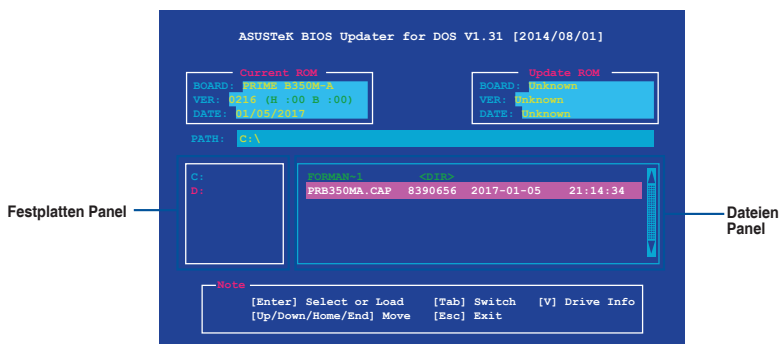 ASUSTeK BIOS Updater for DOS V1.31 [2014/08/01]
Current ROM
BOARD: PRIME B350M-A
VER: 0216 (H :00 B :00)
DATE: 01/05/2017
Update ROM
BOARD: Unknown
VER: Unknown
DATE: Unknown
PATH: C:\
C:
D:
FORMAN~1 <DIR>
PRB350MA.CAP 8390656 2017-01-05 21:14:34
Festplatten Panel
Dateien
Panel
Note
[Enter] Select or Load [Tab] Switch [V] Drive Info
[Up/Down/Home/End] Move [Esc] Exit